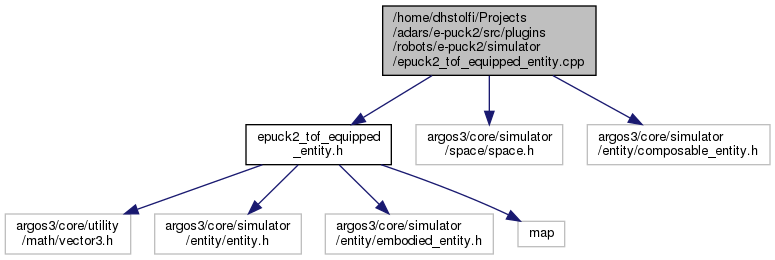 /home/dhstolfi/Projects
/adars/e-puck2/src/plugins
/robots/e-puck2/simulator
/epuck2_tof_equipped_entity.cpp
epuck2_tof_equipped
_entity.h
argos3/core/simulator
/space/space.h
argos3/core/simulator
/entity/composable_entity.h
argos3/core/utility
/math/vector3.h
argos3/core/simulator
/entity/entity.h
argos3/core/simulator
/entity/embodied_entity.h
map